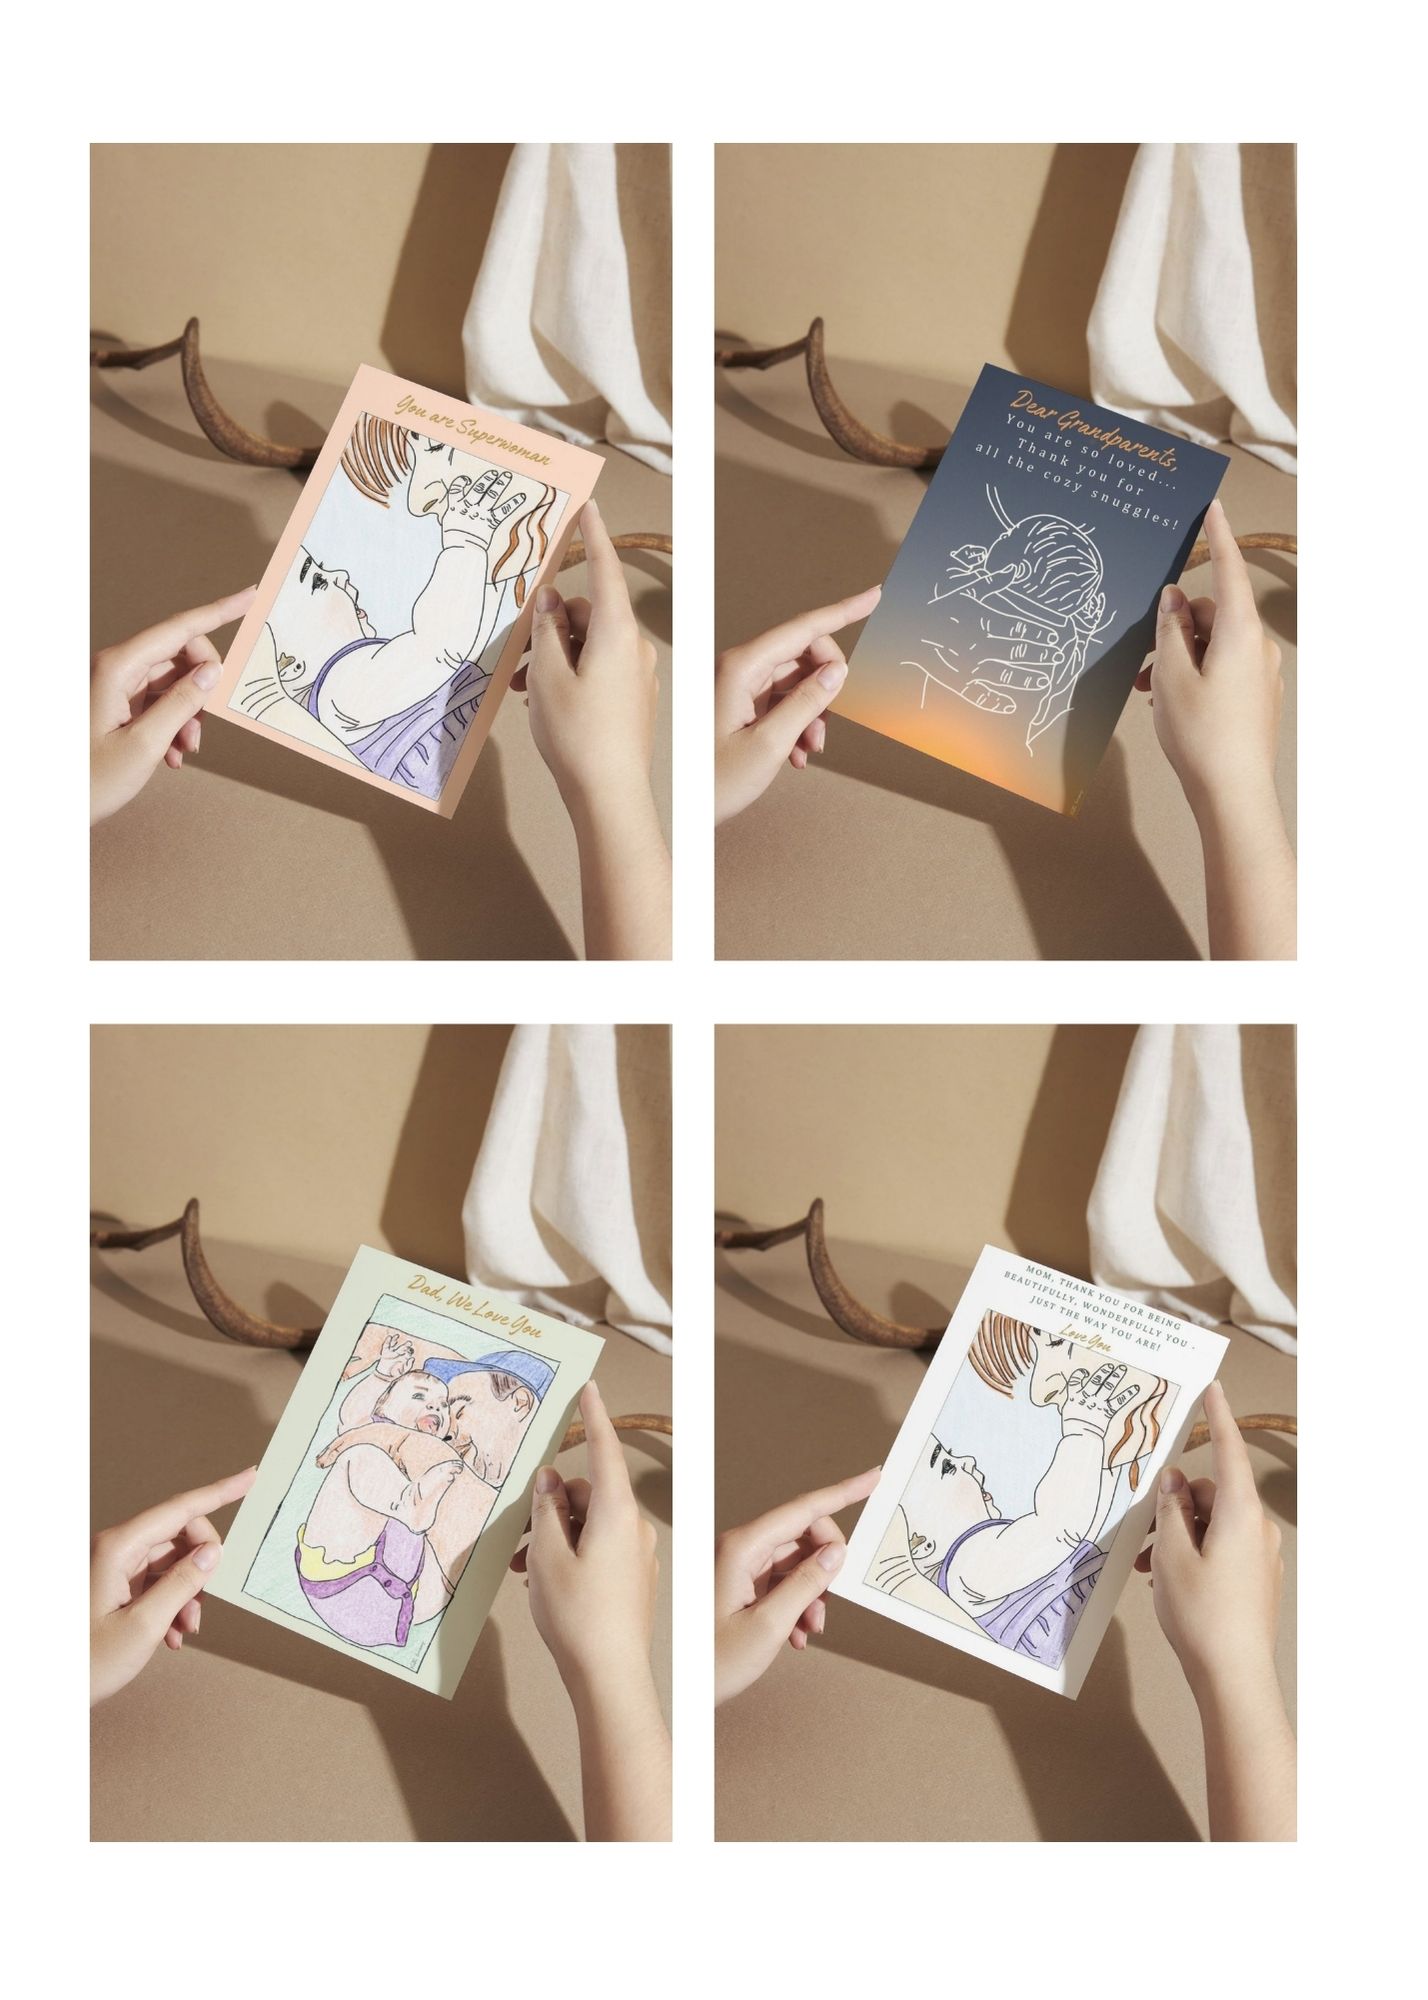 You are Superwoman
Dear Grandparents,
You are so loved...
Thank you for
all the cozy snuggles!
Dad, We Love You
MOM, THANK YOU FOR BEING
BEAUTIFULLY, WONDERFULLY YOU -
JUST THE WAY YOU ARE!
Love You